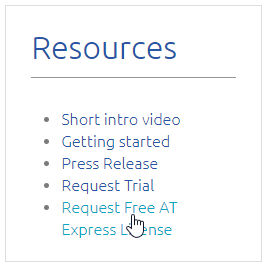 Resources
Short intro video
Getting started
Press Release
Request Trial
Request Free AT
Express License